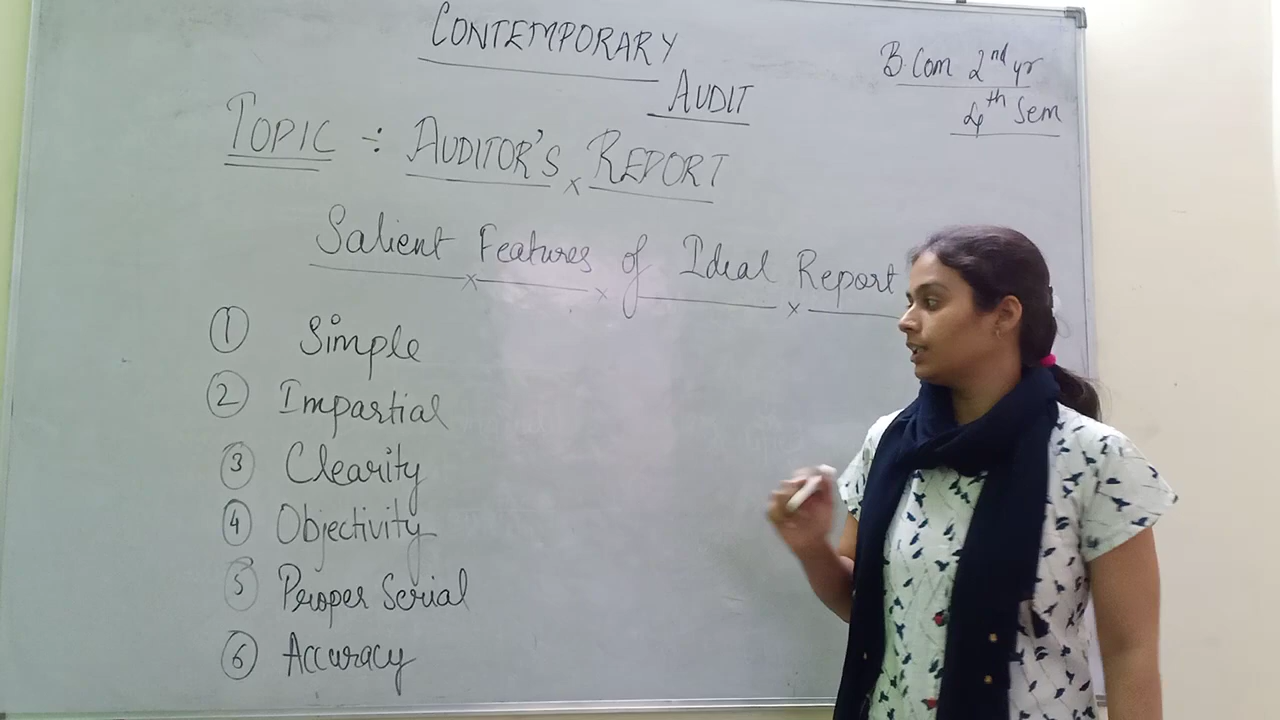 CONTEMPORARY
AUDIT
B.Com 2nd yr
4th Sem
TOPIC ÷ AUDITOR'S REPORT
Salient Features of Ideal Report
1 Simple
2 Impartial
3 Clearity
4 Objectivity
5 Proper Serial
6 Accuracy